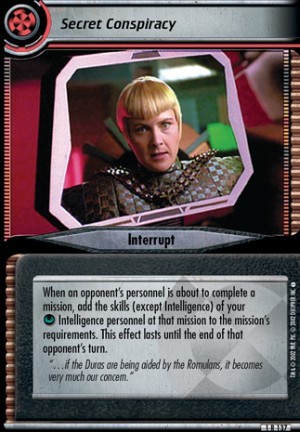 Secret Conspiracy
Interrupt
When an opponent's personnel is about to complete a
mission, add the skills (except Intelligence) of your
Intelligence personnel at that mission to the mission's
requirements. This effect lasts until the end of that
opponent's turn.
"…if the Duras are being aided by the Romulans, it becomes
very much our concern."